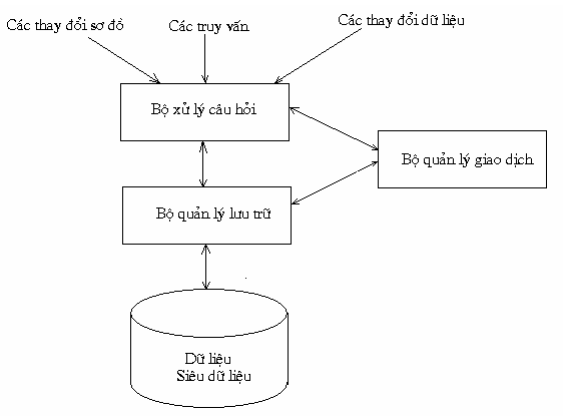 Các thay đổi sơ đồ
Các truy vấn
Các thay đổi dữ liệu
Bộ xử lý câu hỏi
Bộ quản lý giao dịch
Bộ quản lý lưu trữ
Dữ liệu
Siêu dữ liệu